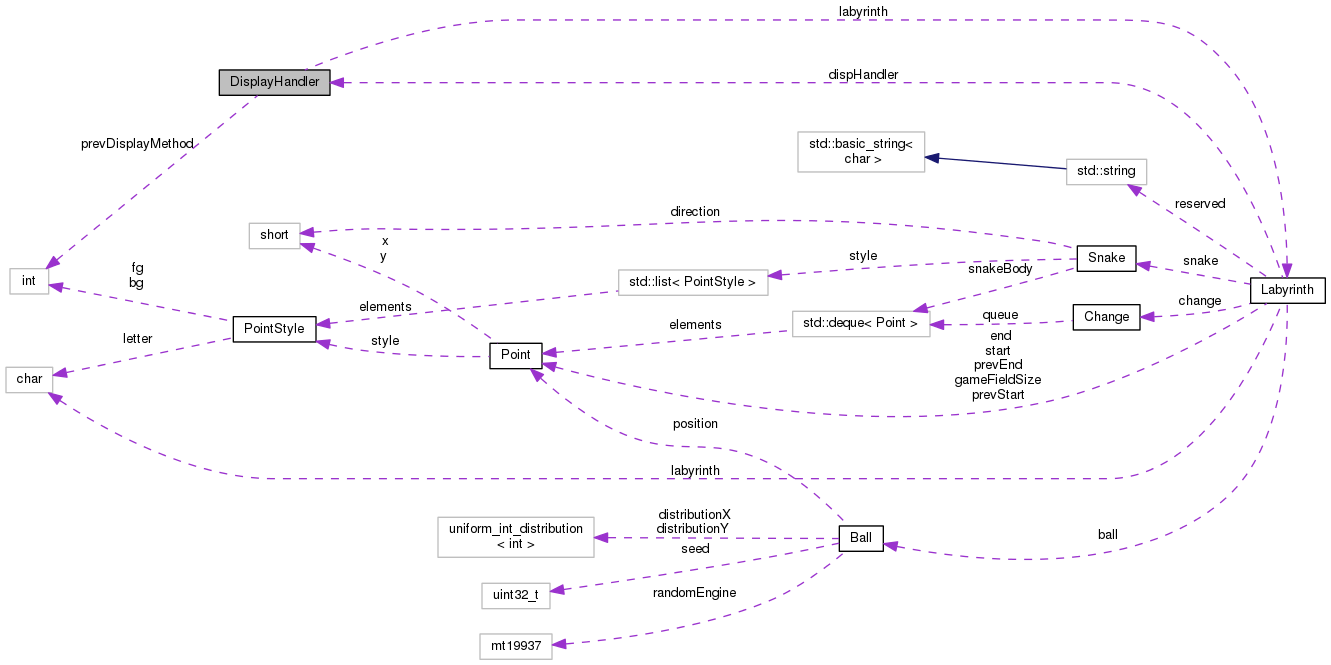 labyrinth
DisplayHandler
dispHandler
prevDisplayMethod
std::basic_string<
char >
std::string
reserved
direction
short
x
y
Snake
style
snakeBody
snake
int
fg
bg
std::list< PointStyle >
Labyrinth
change
elements
PointStyle
std::deque< Point >
queue
Change
elements
letter
style
Point
end
start
prevEnd
gameFieldSize
prevStart
char
position
labyrinth
uniform_int_distribution
< int >
distributionX
distributionY
Ball
ball
seed
uint32_t
randomEngine
mt19937